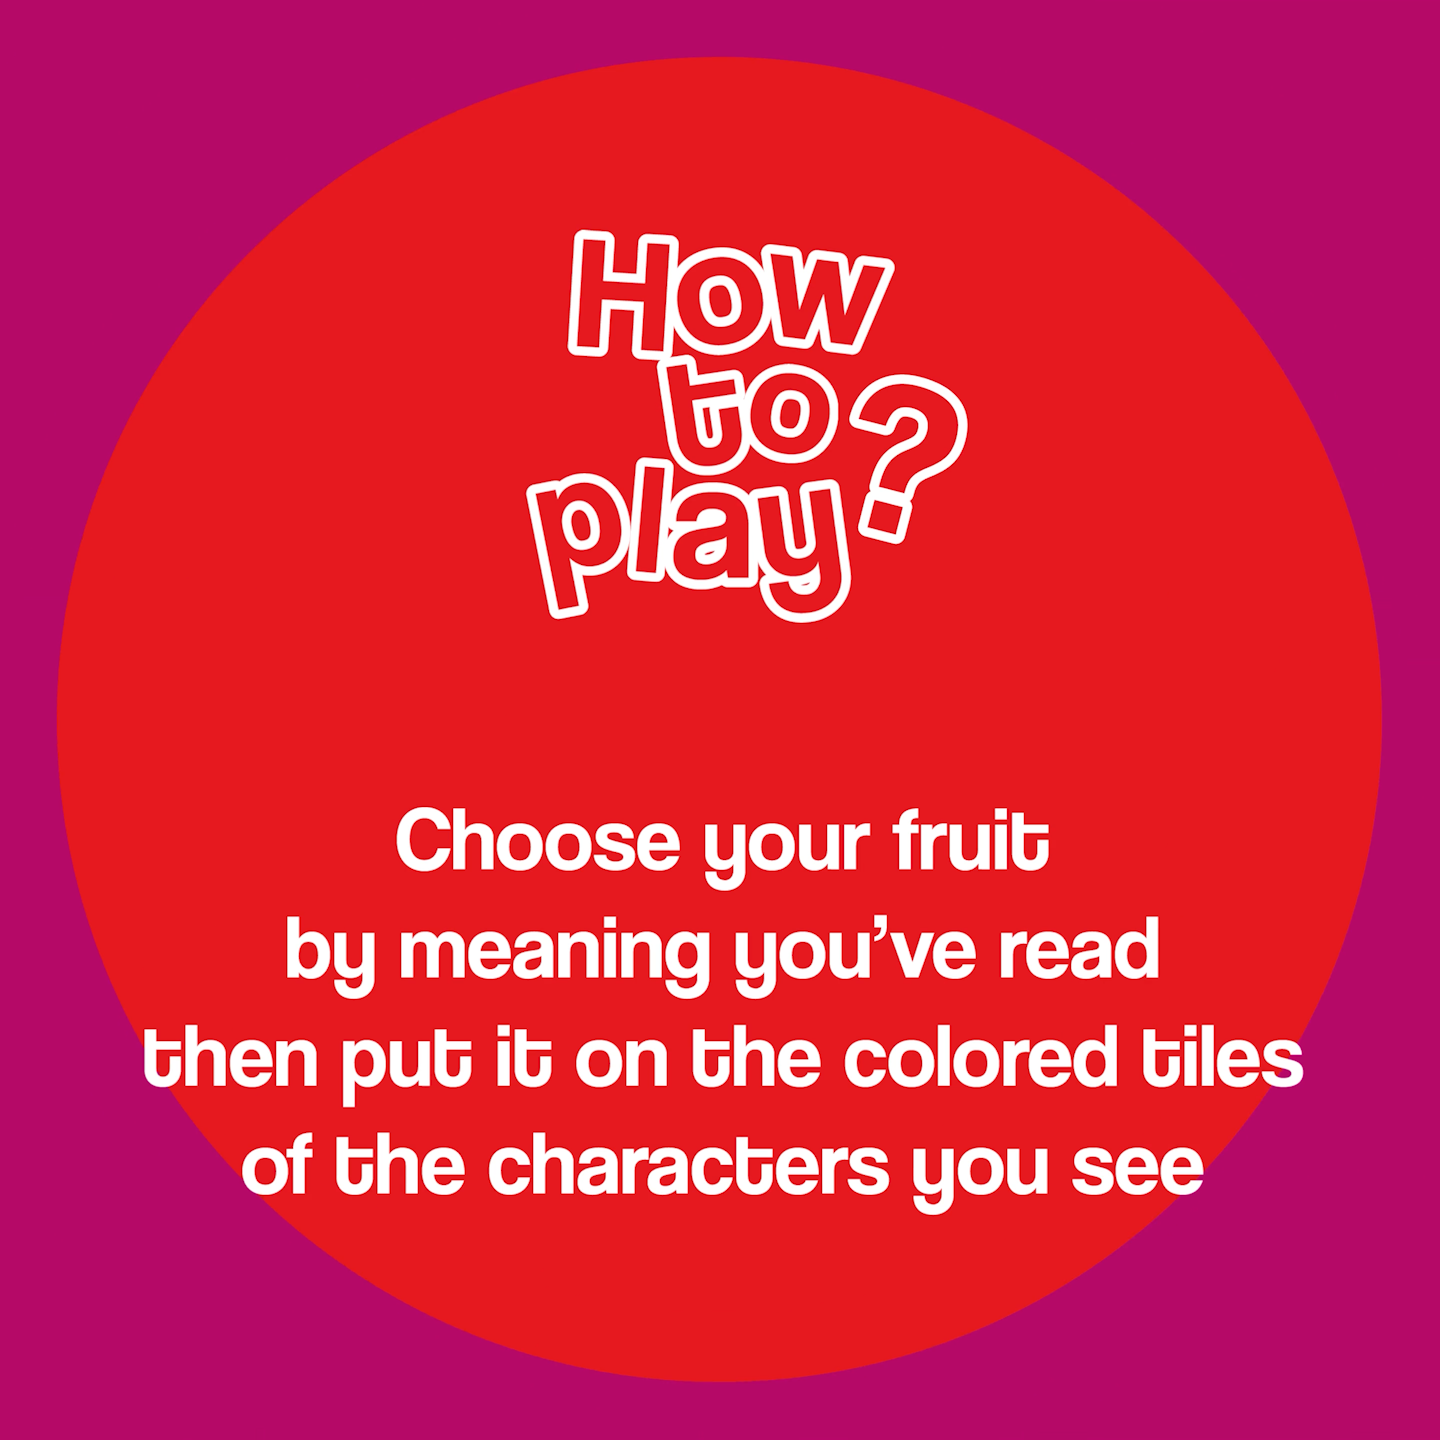 How
to
play?
Choose your fruit
by meaning you’ve read
then put it on the colored tiles
of the characters you see